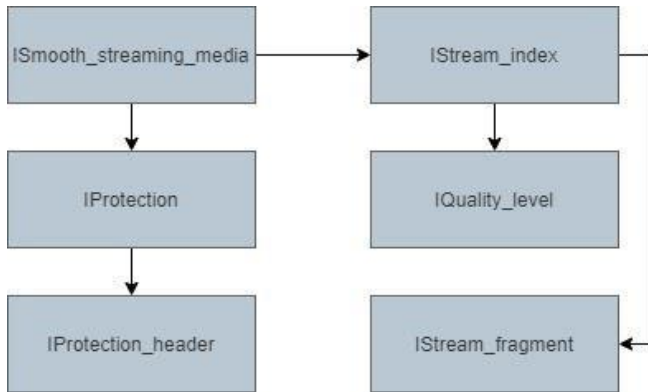 ISmooth_streaming_media
IStream_index
IProtection
IQuality_level
IProtection_header
IStream_fragment